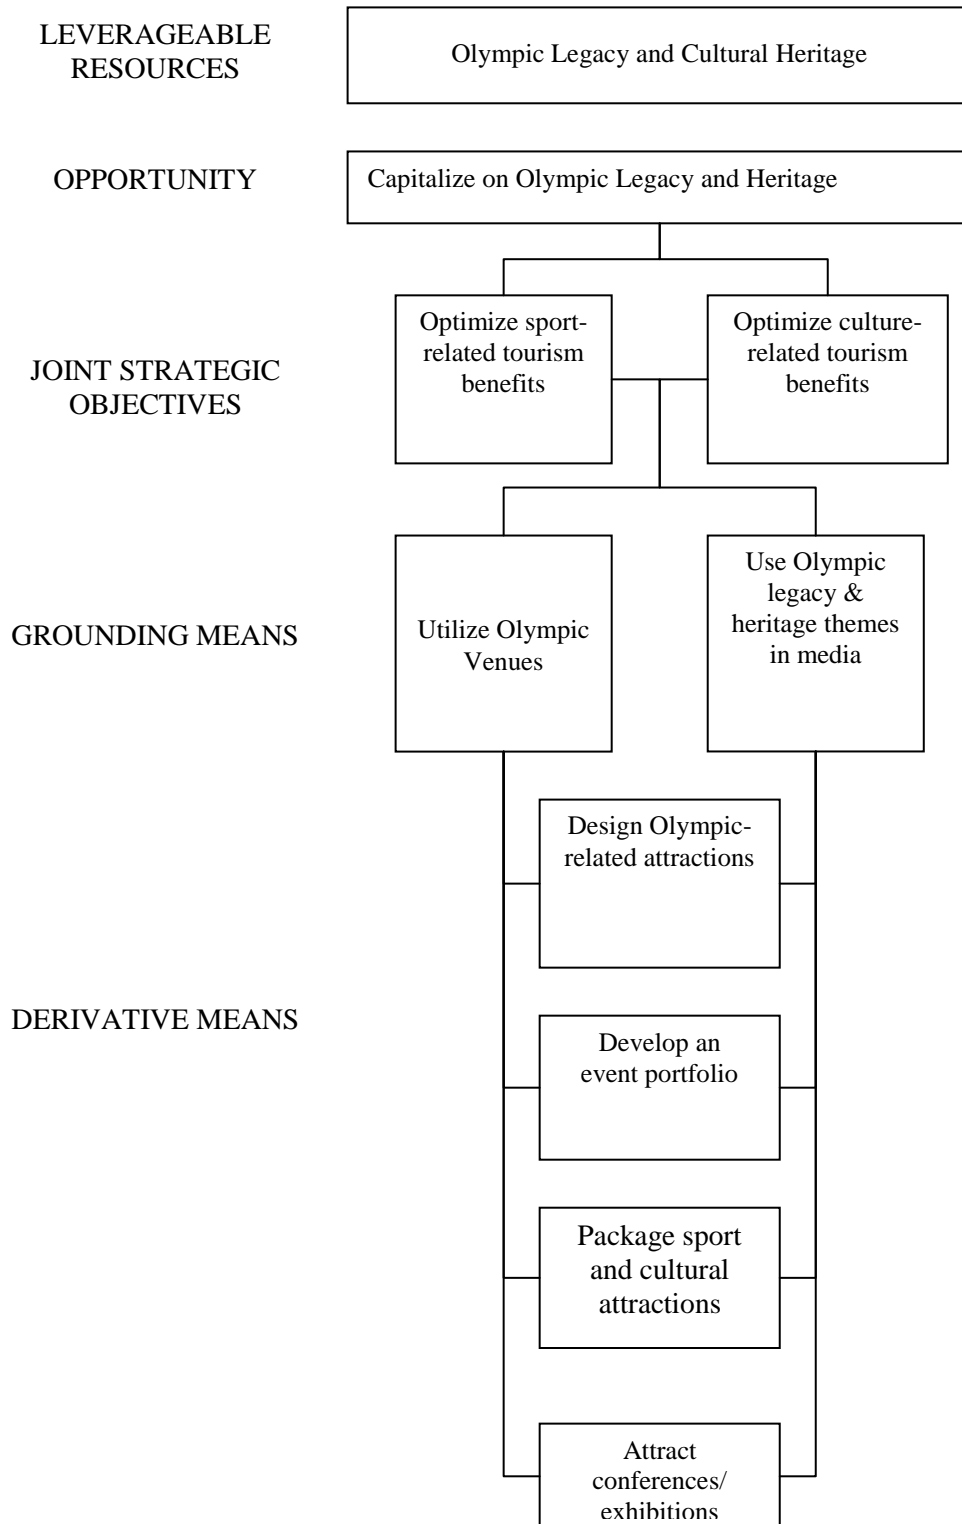 LEVERAGEABLE
RESOURCES
Olympic Legacy and Cultural Heritage
OPPORTUNITY
Capitalize on Olympic Legacy and Heritage
JOINT STRATEGIC
OBJECTIVES
Optimize sport-
related tourism
benefits
Optimize culture-
related tourism
benefits
GROUNDING MEANS
Utilize Olympic
Venues
Use Olympic
legacy &
heritage themes
in media
DERIVATIVE MEANS
Design Olympic-
related attractions
Develop an
event portfolio
Package sport
and cultural
attractions
Attract
conferences/
exhibitions